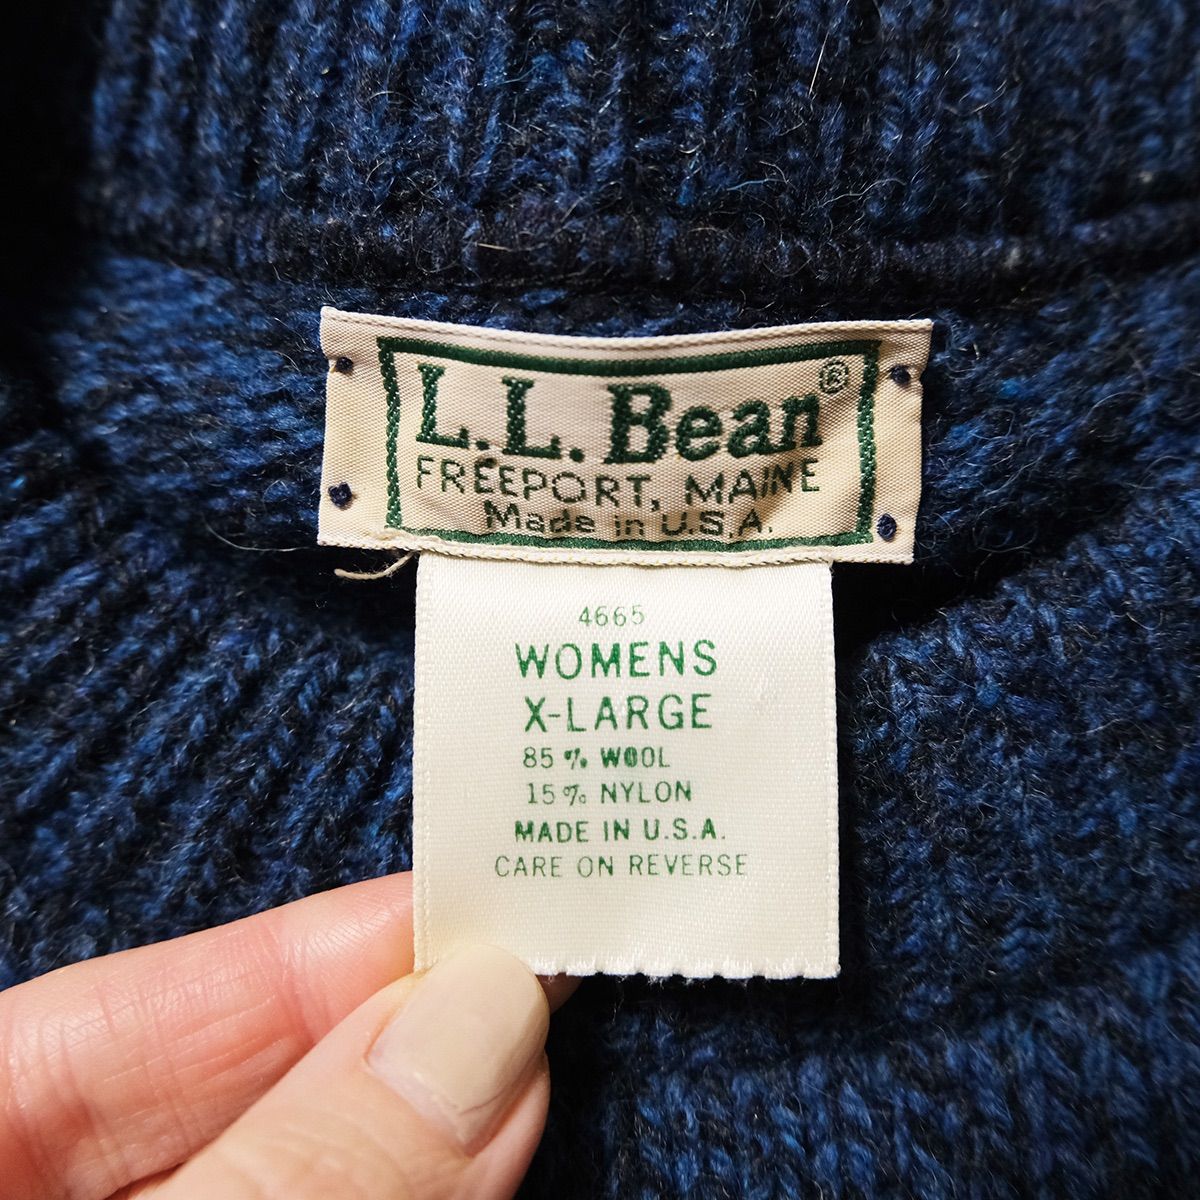 L.L.Bean®
FREEPORT, MAINE
Made in U.S.A.
4665
WOMENS
X-LARGE
85% WOOL
15% NYLON
MADE IN U.S.A.
CARE ON REVERSE